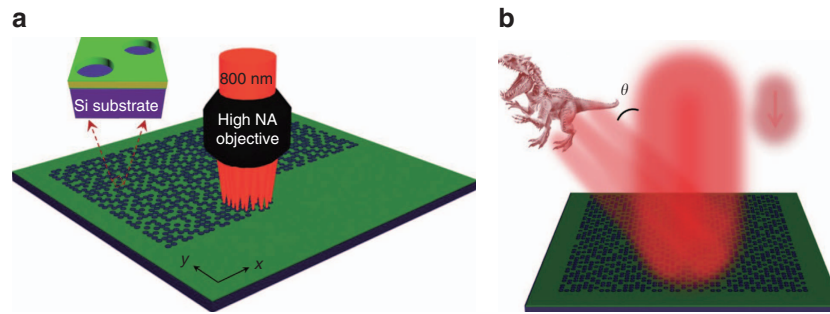 a
800 nm
Si substrate
High NA
objective
y
x
b
θ